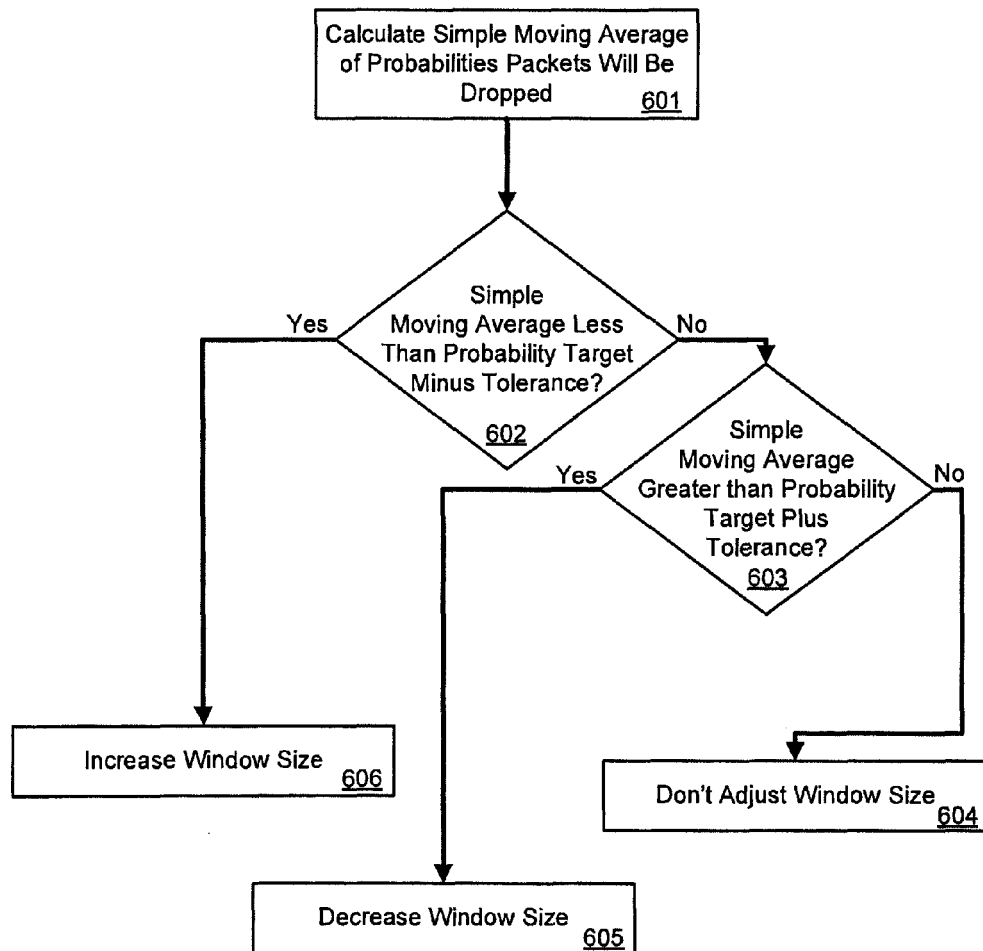 Calculate Simple Moving Average
of Probabilities Packets Will Be
Dropped
601
Simple
Moving Average Less
Than Probability Target
Minus Tolerance?
602
Yes
No
Simple
Moving Average
Greater than Probability
Target Plus
Tolerance?
603
Yes
No
Increase Window Size
606
Don't Adjust Window Size
604
Decrease Window Size
605